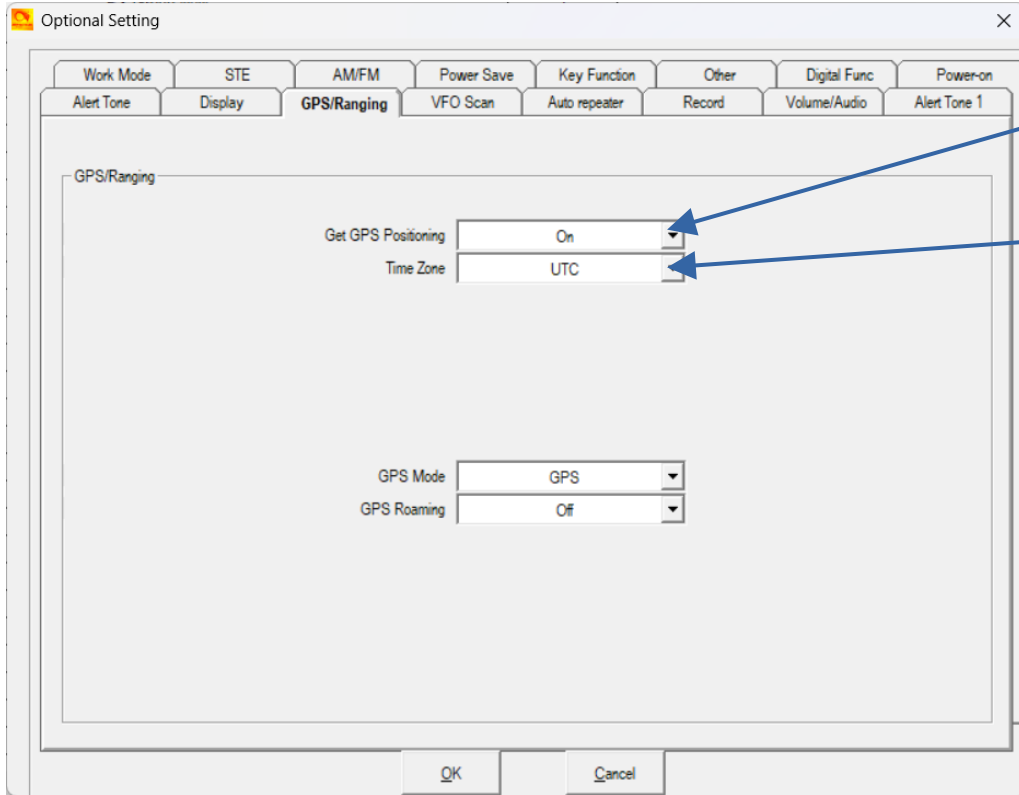 Optional Setting
Work Mode STE AM/FM Power Save Key Function Other Digital Func Power-on
Alert Tone Display GPS/Ranging VFO Scan Auto repeater Record Volume/Audio Alert Tone 1
GPS/Ranging
Get GPS Positioning On
Time Zone UTC
GPS Mode GPS
GPS Roaming Off
OK Cancel